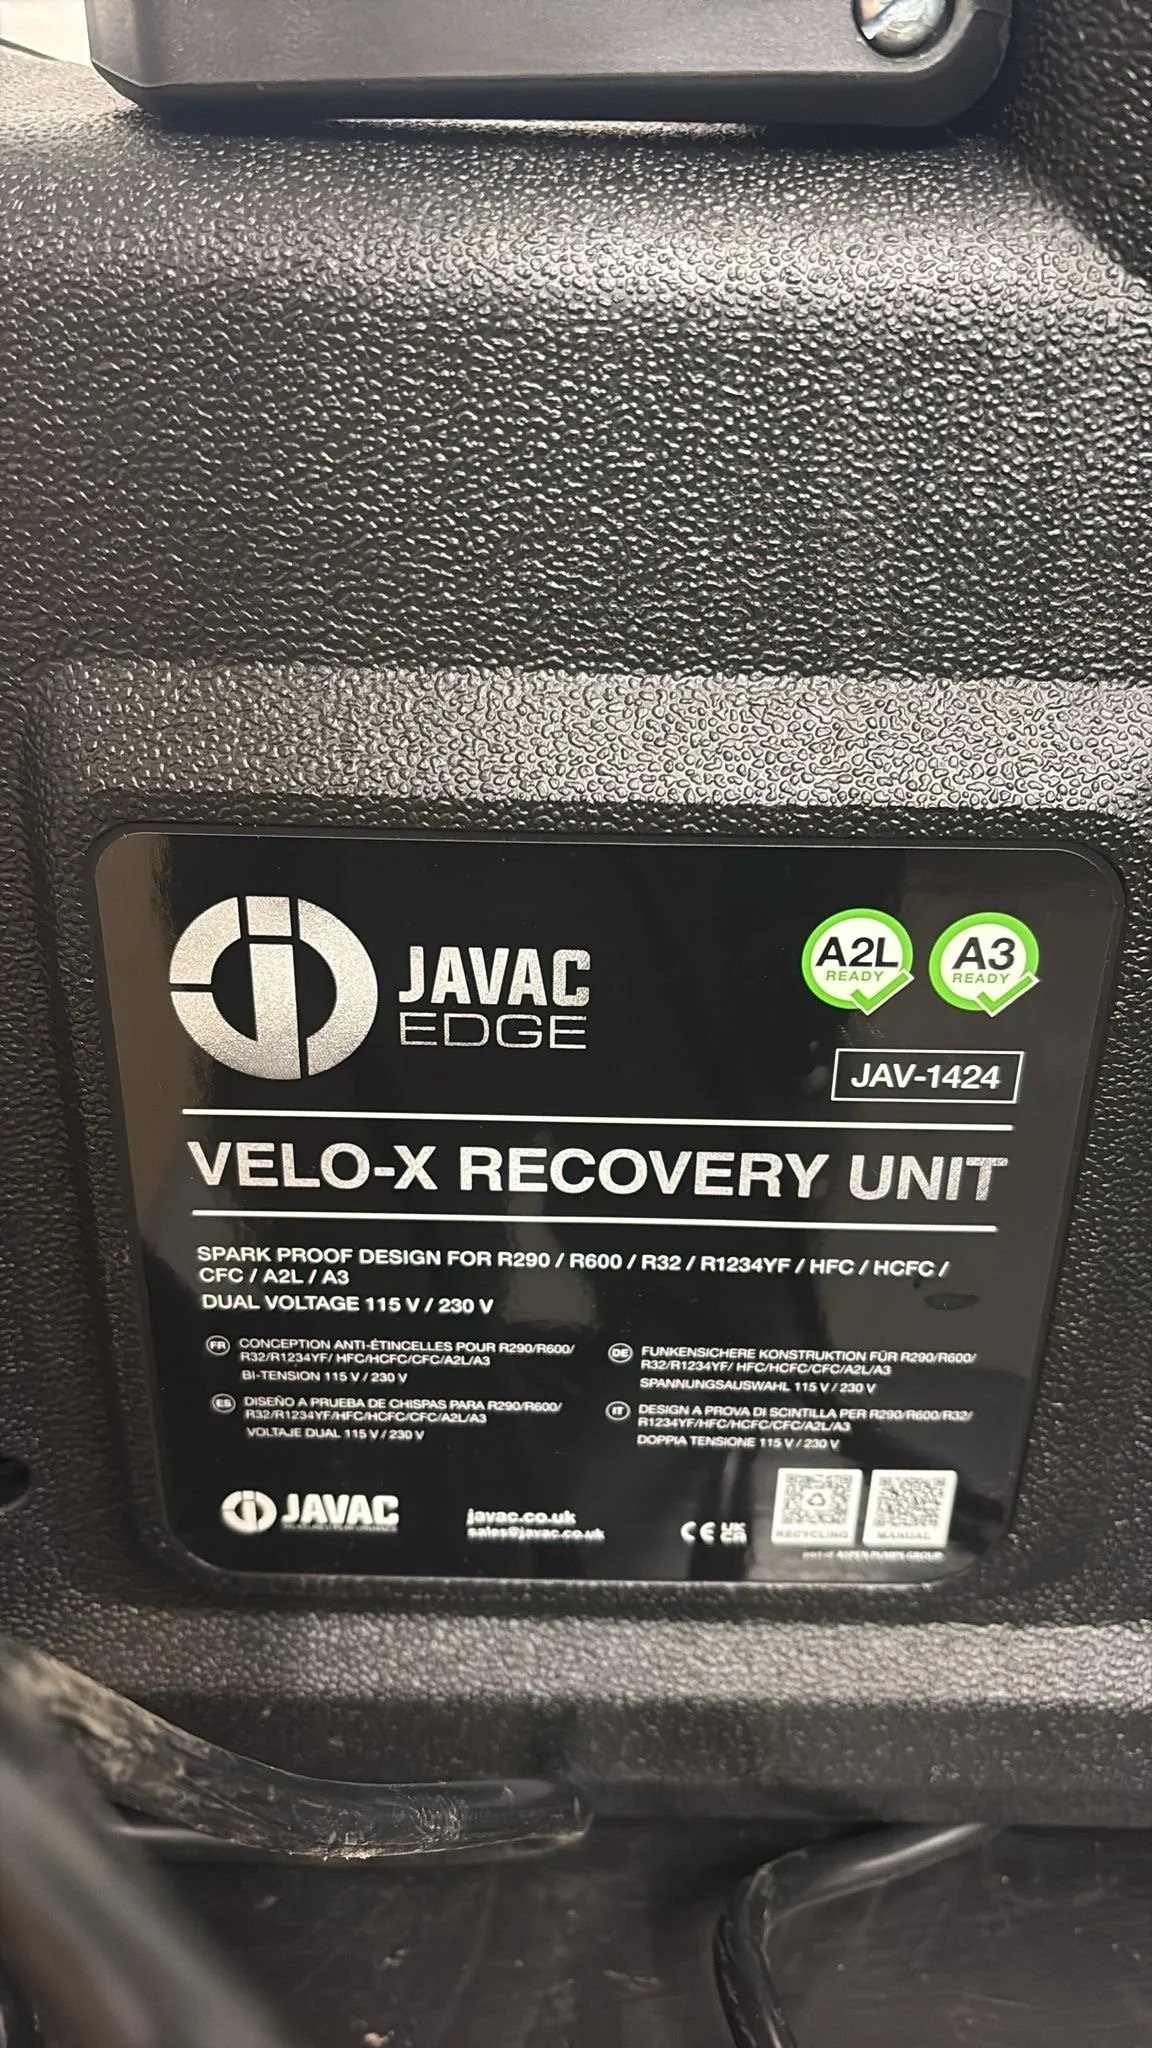 JAVAC
EDGE
A2L
READY
A3
READY
JAV-1424
VELO-X RECOVERY UNIT
SPARK PROOF DESIGN FOR R290 / R600 / R32 / R1234YF / HFC / HCFC /
CFC / A2L / A3
DUAL VOLTAGE 115 V / 230 V
FR CONCEPTION ANTI-ÉTINCELLES POUR R290/R600/
R32/R1234YF/ HFC/HCFC/CFC/A2L/A3
BI-TENSION 115 V / 230 V
ES DISEÑO A PRUEBA DE CHISPAS PARA R290/R600/
R32/R1234YF/HFC/HCFC/CFC/A2L/A3
VOLTAJE DUAL 115 V / 230 V
DE FUNKENSICHERE KONSTRUKTION FÜR R290/R600/
R32/R1234YF/ HFC/HCFC/CFC/A2L/A3
SPANNUNGSAUSWAHL 115 V / 230 V
IT DESIGN A PROVA DI SCINTILLA PER R290/R600/R32/
R1234YF/HFC/HCFC/CFC/A2L/A3
DOPPIA TENSIONE 115 V / 230 V
JAVAC
javac.co.uk
sales@javac.co.uk
CE UK
CA
RECYCLING
MANUAL
part of ASPEN PUMPS GROUP